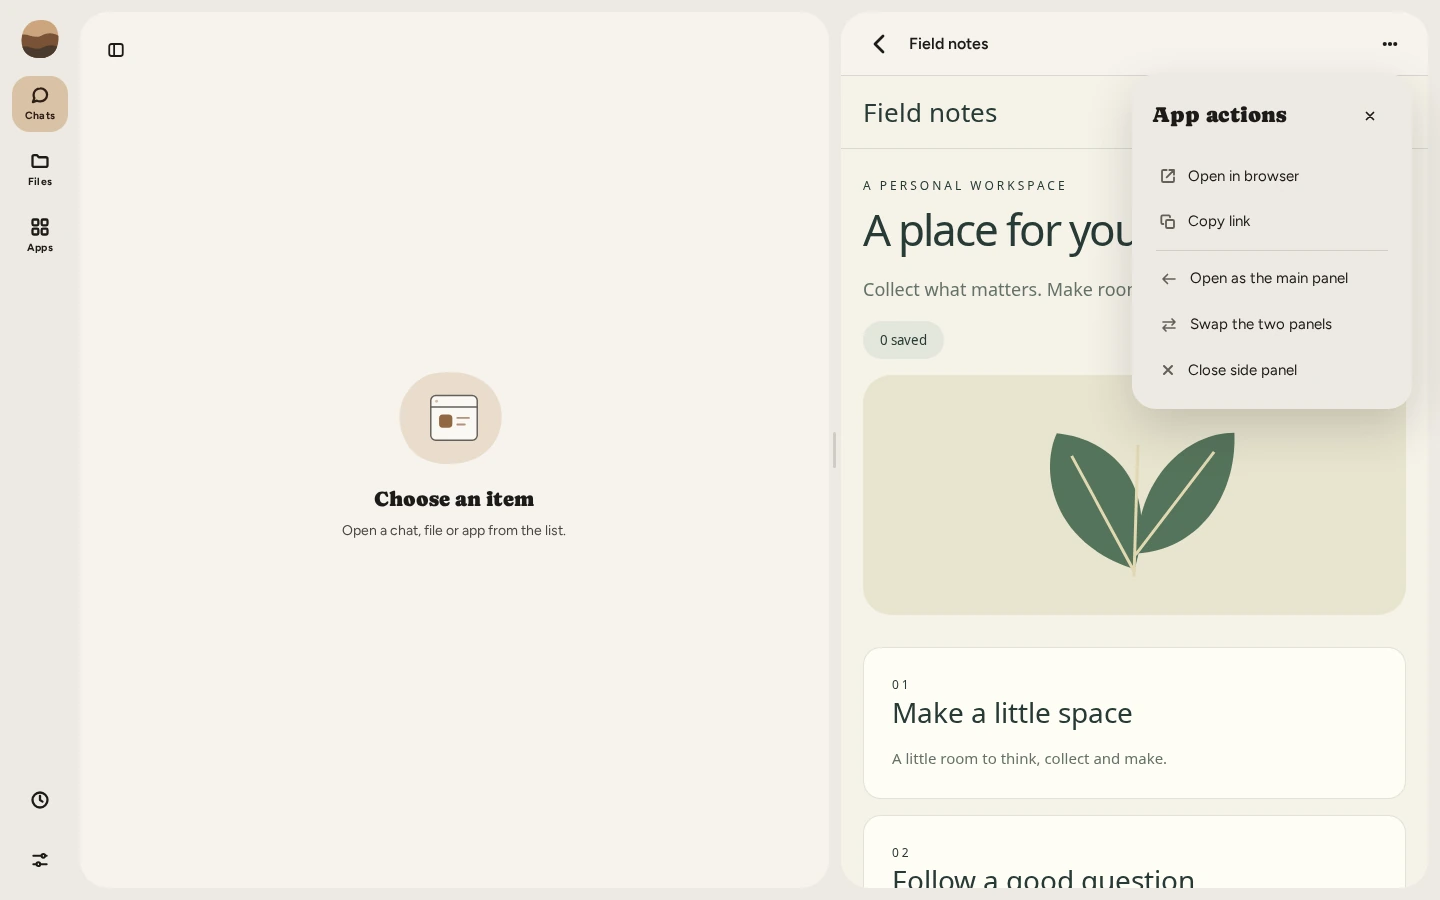 Chats
Files
Apps
Choose an item
Open a chat, file or app from the list.
Field notes
Field notes
A PERSONAL WORKSPACE
A place for you
Collect what matters. Make room
0 saved
App actions
Open in browser
Copy link
Open as the main panel
Swap the two panels
Close side panel
01
Make a little space
A little room to think, collect and make.
02
Follow a good question